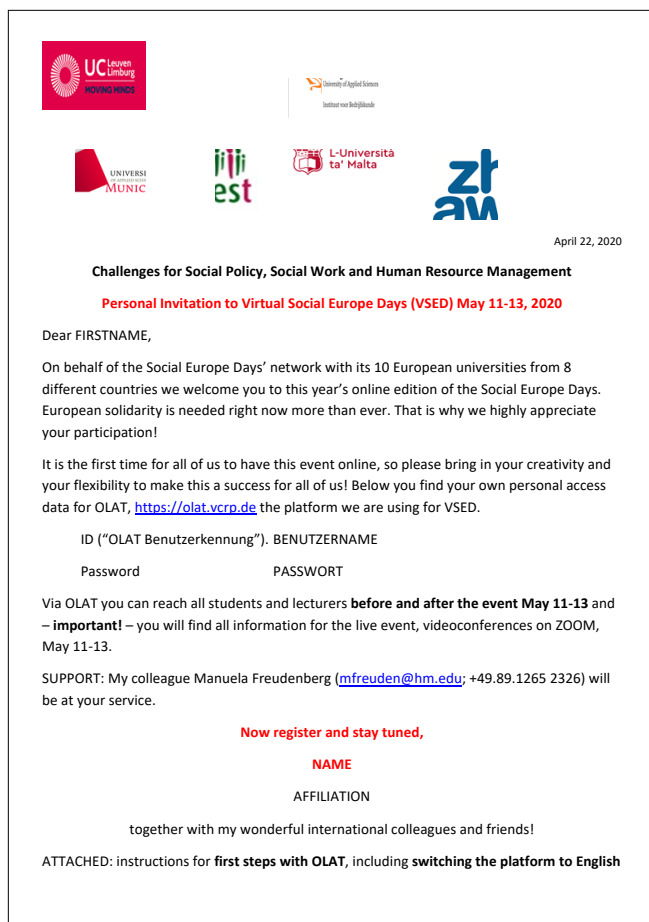 UC Leuven
Limburg
MOVING MINDS
University of Applied Sciences
Instituut voor Bedrijfskunde
UNIVERSI
OF APPLIED SCIE
MUNIC
est
L-Università
ta' Malta
zh
aw
April 22, 2020
Challenges for Social Policy, Social Work and Human Resource Management
Personal Invitation to Virtual Social Europe Days (VSED) May 11-13, 2020
Dear FIRSTNAME,
On behalf of the Social Europe Days’ network with its 10 European universities from 8
different countries we welcome you to this year’s online edition of the Social Europe Days.
European solidarity is needed right now more than ever. That is why we highly appreciate
your participation!
It is the first time for all of us to have this event online, so please bring in your creativity and
your flexibility to make this a success for all of us! Below you find your own personal access
data for OLAT, https://olat.vcrp.de the platform we are using for VSED.
ID (“OLAT Benutzerkennung”). BENUTZERNAME
Password PASSWORT
Via OLAT you can reach all students and lecturers before and after the event May 11-13 and
– important! – you will find all information for the live event, videoconferences on ZOOM,
May 11-13.
SUPPORT: My colleague Manuela Freudenberg (mfreuden@hm.edu; +49.89.1265 2326) will
be at your service.
Now register and stay tuned,
NAME
AFFILIATION
together with my wonderful international colleagues and friends!
ATTACHED: instructions for first steps with OLAT, including switching the platform to English